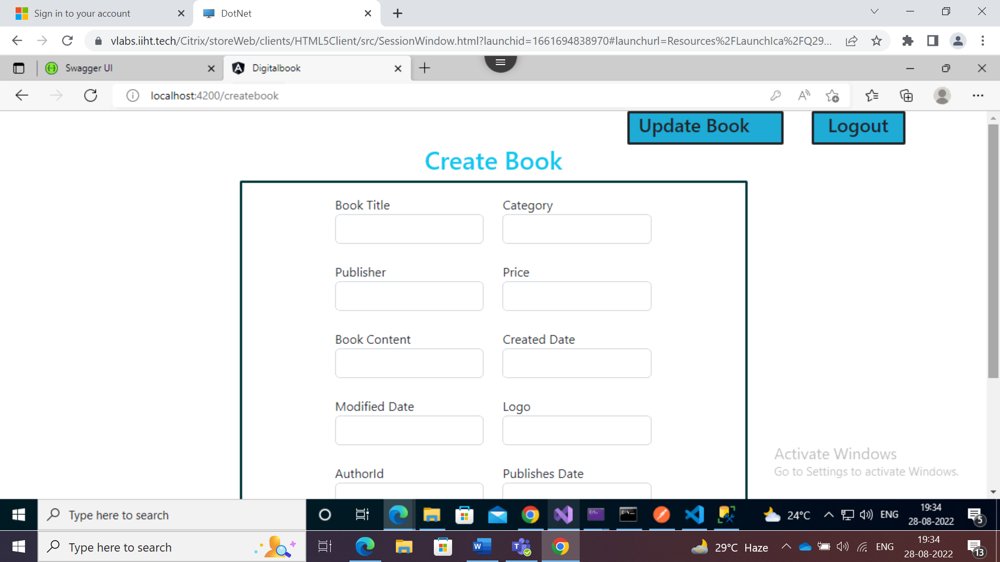 Sign in to your account
DotNet
vlabs.iiht.tech/Citrix/storeWeb/clients/HTML5Client/src/SessionWindow.html?launchid=1661694838970#launchurl=Resources%2FLaunchIca%2FQ29...
Swagger UI
Digitalbook
localhost:4200/createbook
Update Book
Logout
Create Book
Book Title
Category
Publisher
Price
Book Content
Created Date
Modified Date
Logo
AuthorId
Publishes Date
Activate Windows
Go to Settings to activate Windows.
Type here to search
24°C
ENG
19:34
28-08-2022
5
Type here to search
29°C Haze
ENG
19:34
28-08-2022
13